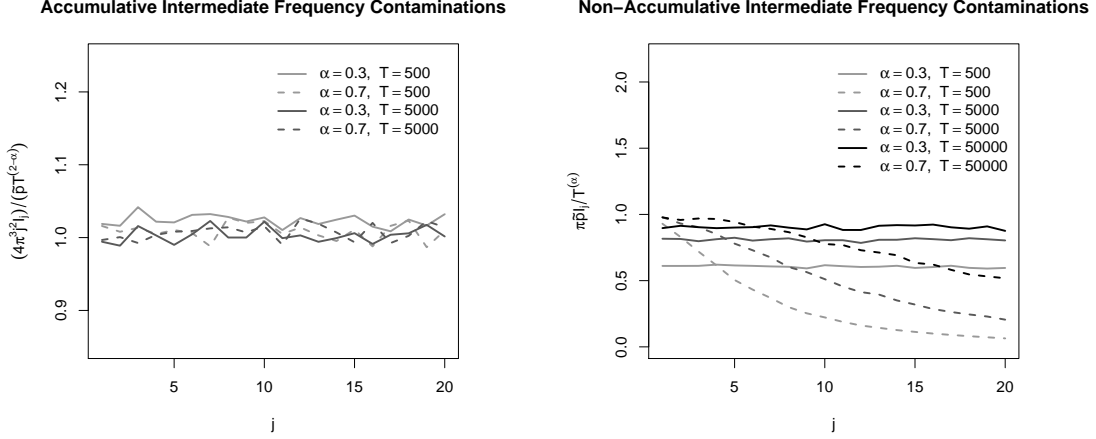 Accumulative Intermediate Frequency Contaminations
(4π³j²I_j)/(p̃T^(2−α))
1.2
1.1
1.0
0.9
α = 0.3, T = 500
α = 0.7, T = 500
α = 0.3, T = 5000
α = 0.7, T = 5000
5 10 15 20
j
Non−Accumulative Intermediate Frequency Contaminations
πp̃I_j/T^(α)
2.0
1.5
1.0
0.5
0.0
α = 0.3, T = 500
α = 0.7, T = 500
α = 0.3, T = 5000
α = 0.7, T = 5000
α = 0.3, T = 50000
α = 0.7, T = 50000
5 10 15 20
j